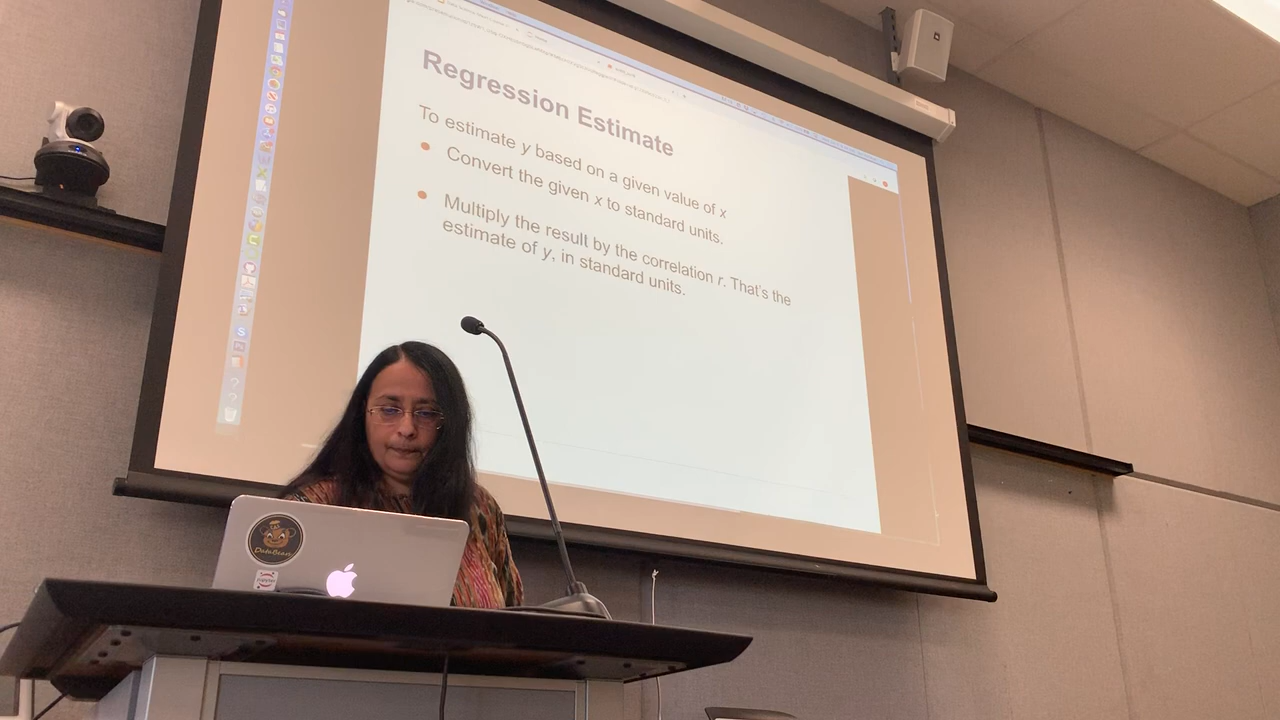 Regression Estimate
To estimate y based on a given value of x
Convert the given x to standard units.
Multiply the result by the correlation r. That's the
estimate of y, in standard units.
DataBears